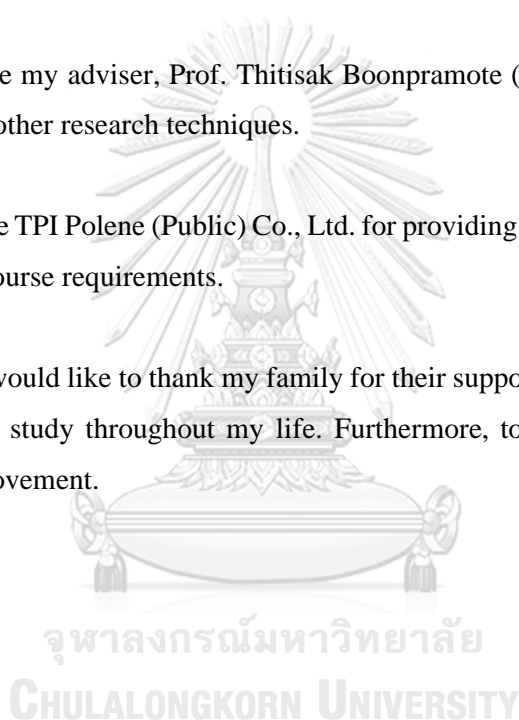 e my adviser, Prof. Thitisak Boonpramote (
other research techniques.
e TPI Polene (Public) Co., Ltd. for providing
ourse requirements.
would like to thank my family for their suppo
study throughout my life. Furthermore, to
ovement.
จุฬาลงกรณ์มหาวิทยาลัย
CHULALONGKORN UNIVERSITY